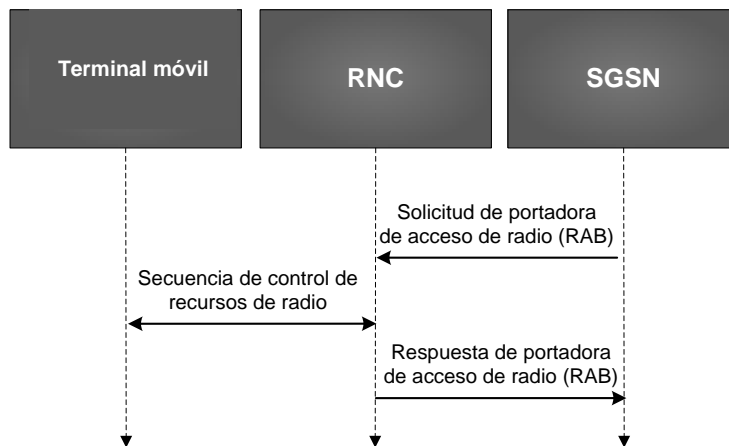 Terminal móvil
RNC
SGSN
Solicitud de portadora
de acceso de radio (RAB)
Secuencia de control de
recursos de radio
Respuesta de portadora
de acceso de radio (RAB)